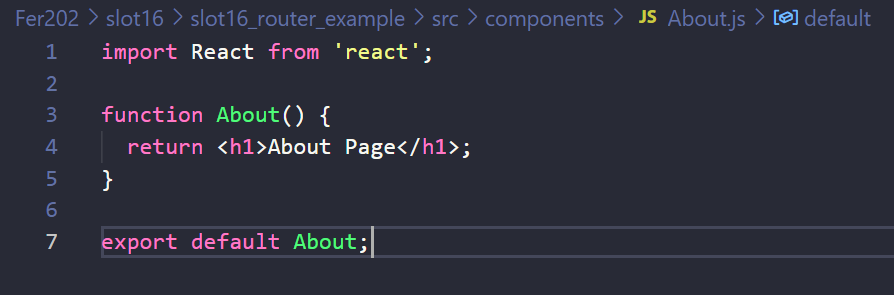 Fer202 > slot16 > slot16_router_example > src > components > JS About.js > default
1 import React from 'react';
2
3 function About() {
4   return <h1>About Page</h1>;
5 }
6
7 export default About;